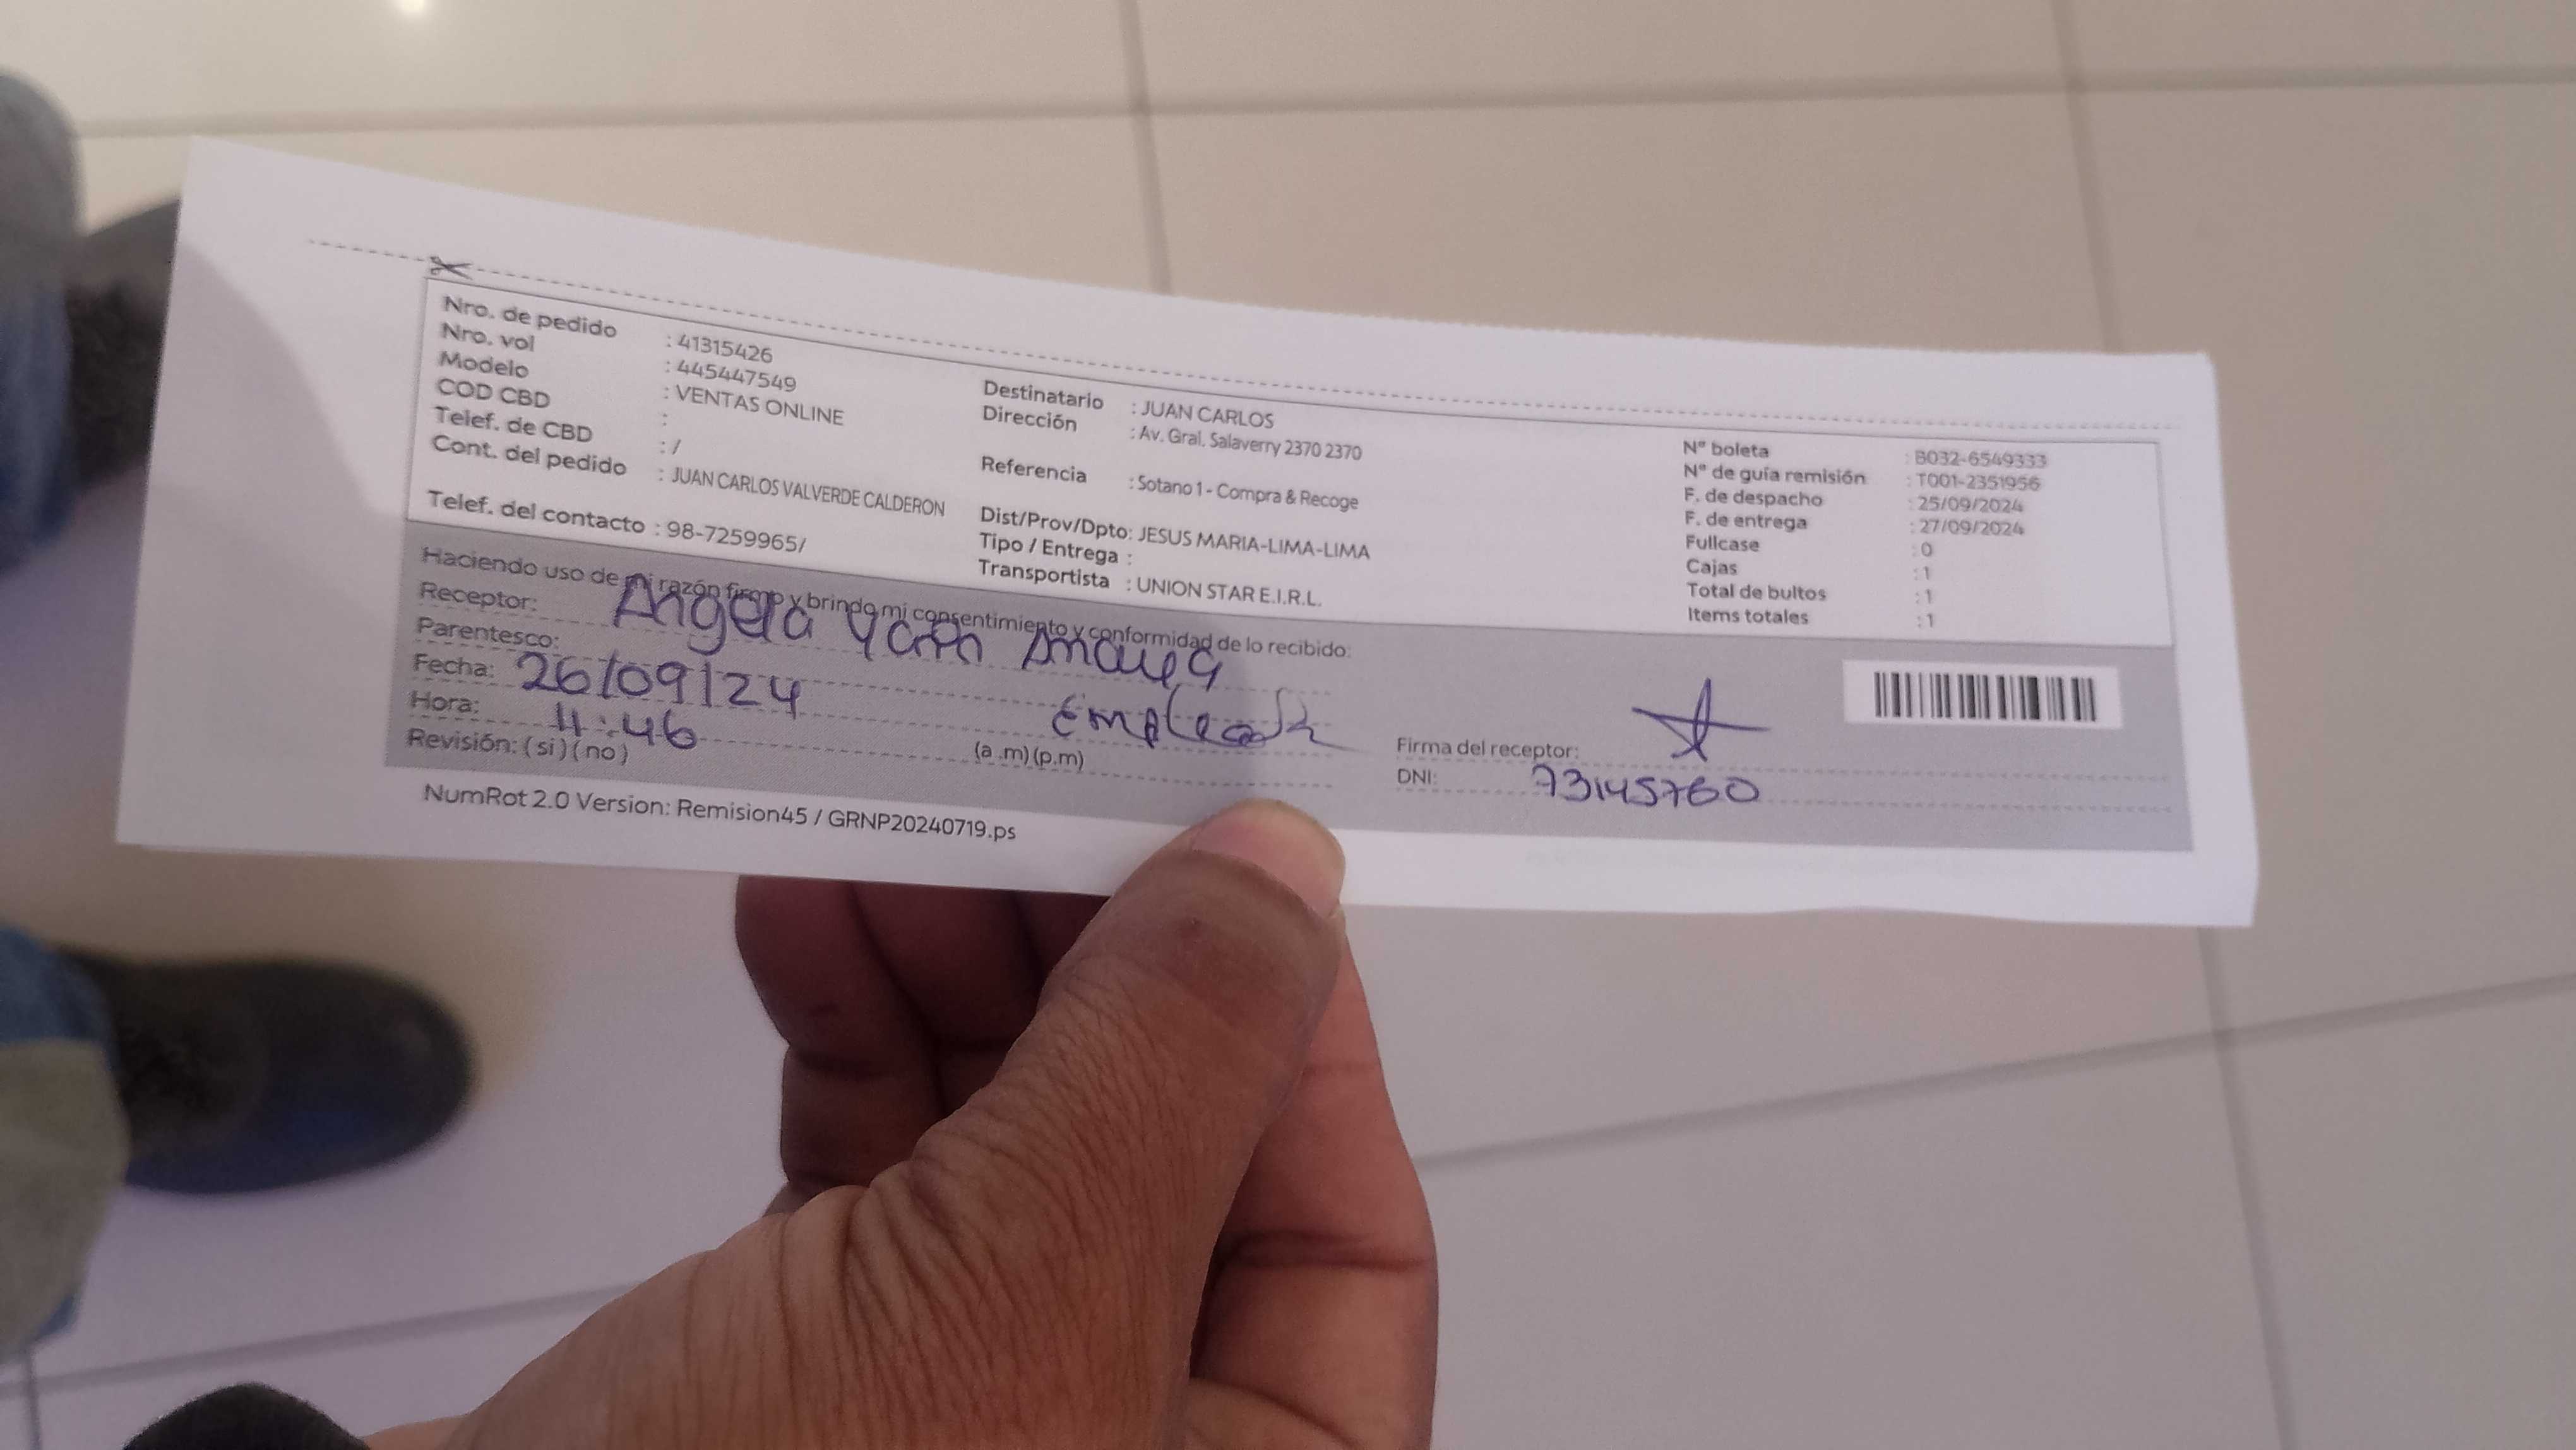 Nro. de pedido : 41315426
Nro. vol : 445447549
Modelo : VENTAS ONLINE
COD CBD :
Telef. de CBD : /
Cont. del pedido : JUAN CARLOS VALVERDE CALDERON
Telef. del contacto : 98-7259965/
Destinatario : JUAN CARLOS
Dirección : Av. Gral. Salaverry 2370 2370
Referencia : Sotano 1 - Compra & Recoge
Dist/Prov/Dpto: JESUS MARIA-LIMA-LIMA
Tipo / Entrega :
Transportista : UNION STAR E.I.R.L.
Nº boleta : B032-6549333
Nº de guía remisión : T001-2351956
F. de despacho : 25/09/2024
F. de entrega : 27/09/2024
Fullcase : 0
Cajas : 1
Total de bultos : 1
Items totales : 1
Haciendo uso de mi razón firmo y brindo mi consentimiento y conformidad de lo recibido:
Receptor: Angela
Parentesco:
Fecha: 26/09/24
Hora: 11:46 (a .m) (p.m)
Revisión: ( si ) ( no )
Firma del receptor:
DNI: 73145760
NumRot 2.0 Version: Remision45 / GRNP20240719.ps